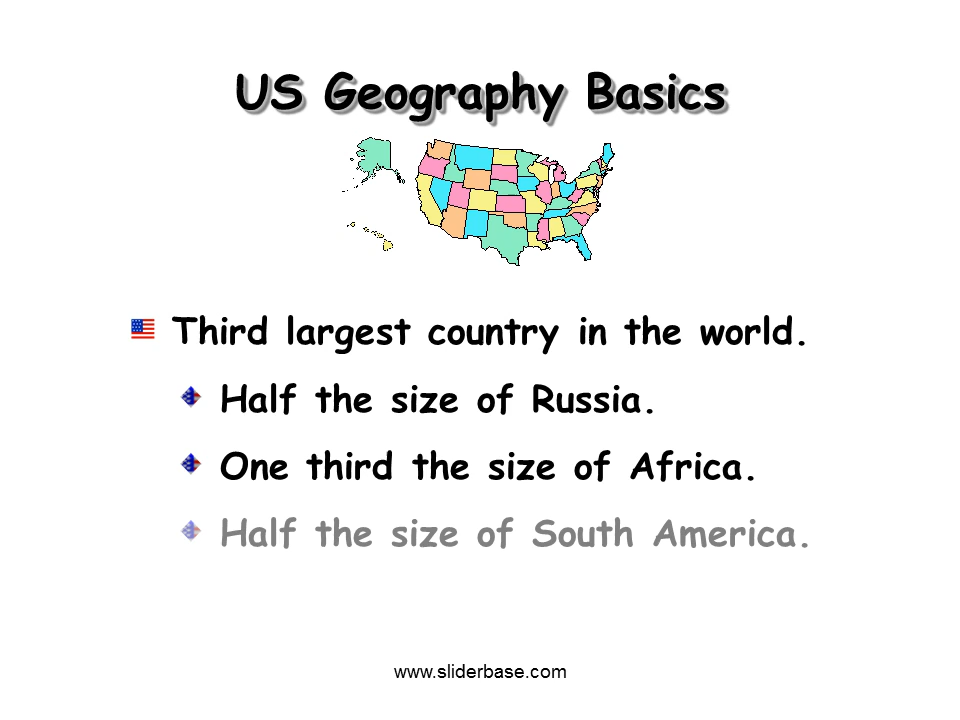 US Geography Basics
Third largest country in the world.
Half the size of Russia.
One third the size of Africa.
Half the size of South America.
www.sliderbase.com